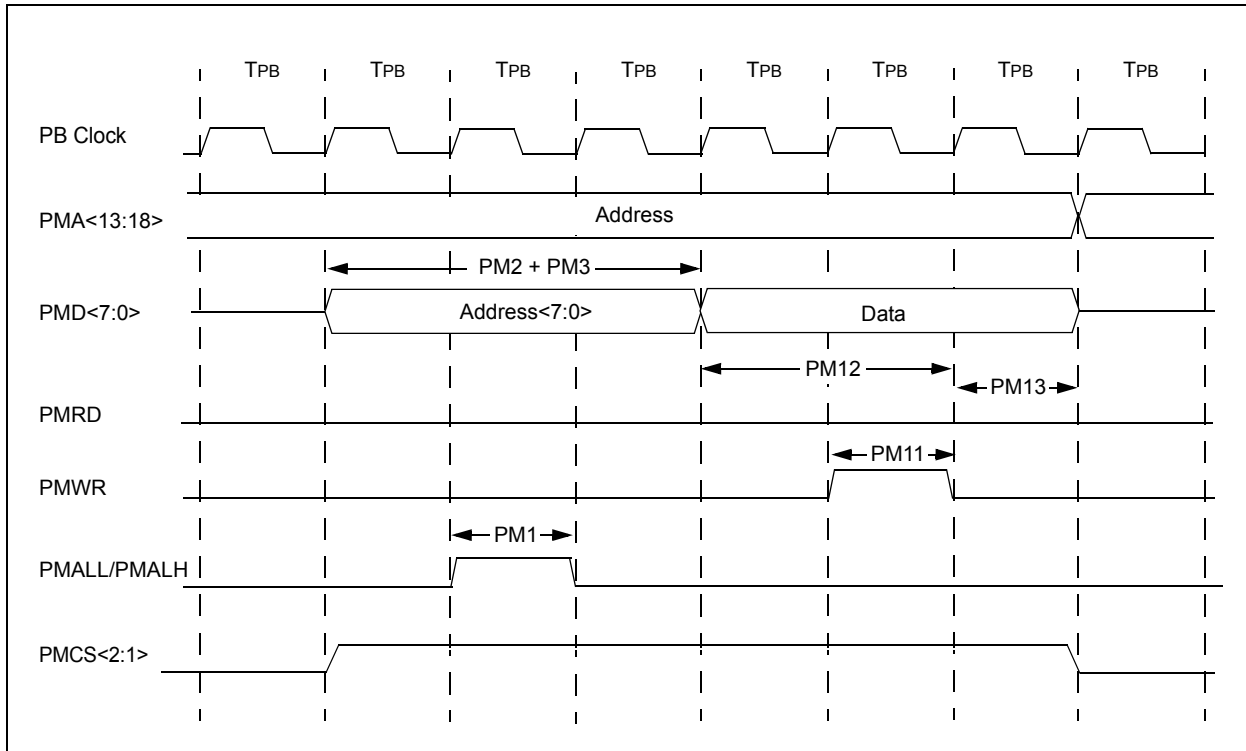 TPB TPB TPB TPB TPB TPB TPB TPB
PB Clock
PMA<13:18>
Address
PM2 + PM3
PMD<7:0>
Address<7:0>
Data
PM12
PM13
PMRD
PM11
PMWR
PM1
PMALL/PMALH
PMCS<2:1>